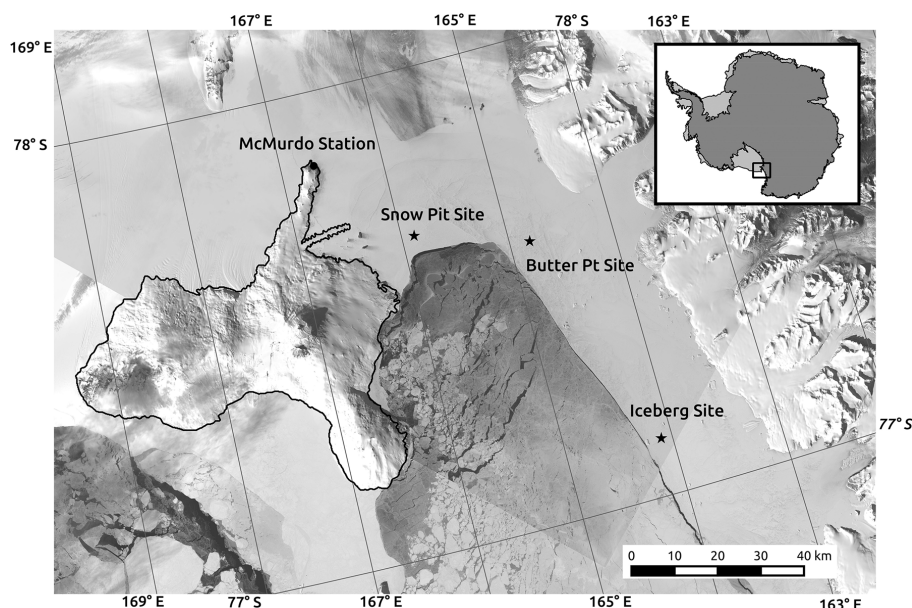 167° E
165° E
78° S
163° E
169° E
78° S
McMurdo Station
Snow Pit Site
Butter Pt Site
Iceberg Site
77° S
0 10 20 30 40 km
169° E
77° S
167° E
165° E
163° E